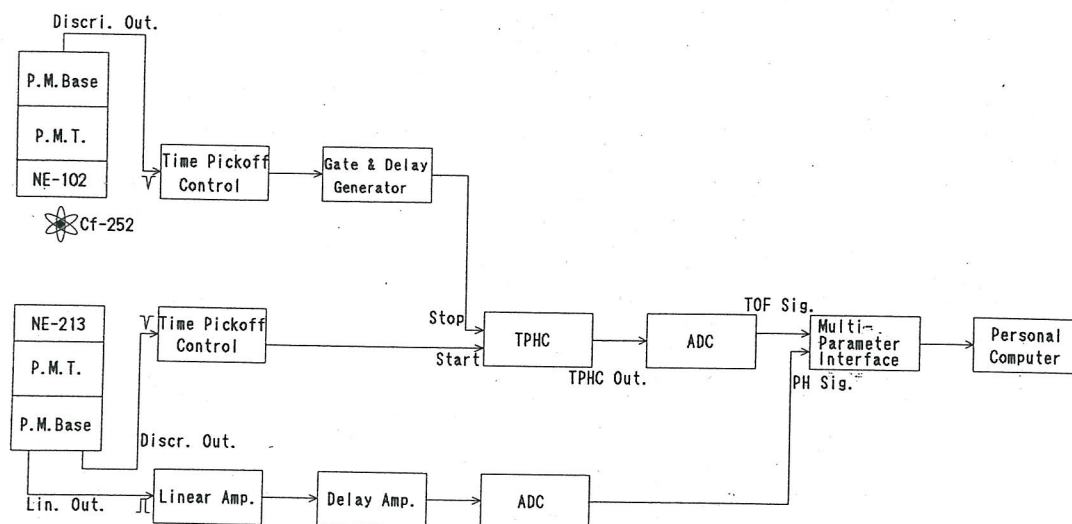 Discri. Out.
P.M.Base
P.M.T.
NE-102
Cf-252
Time Pickoff
Control
Gate & Delay
Generator
NE-213
P.M.T.
P.M.Base
Time Pickoff
Control
Discr. Out.
Lin. Out.
Linear Amp.
Delay Amp.
ADC
Stop
Start
TPHC
TPHC Out.
ADC
TOF Sig.
PH Sig.
Multi-
Parameter
Interface
Personal
Computer